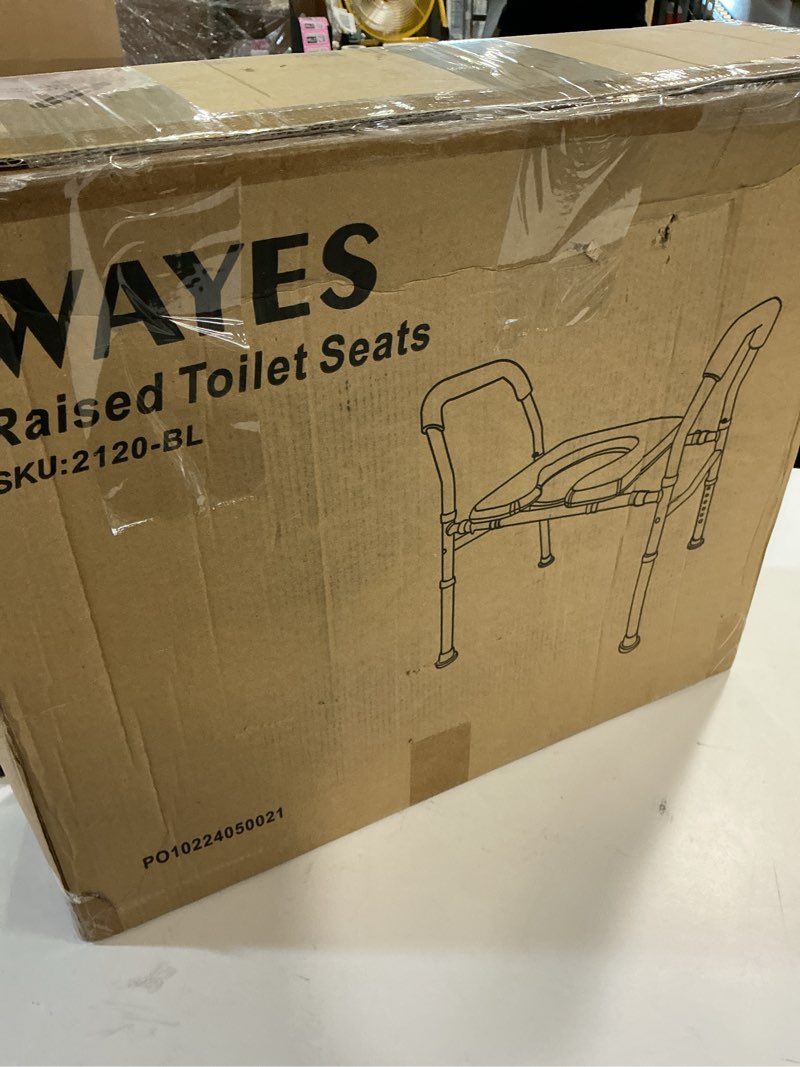 WAYES
Raised Toilet Seats
SKU:2120-BL
PO10224050021